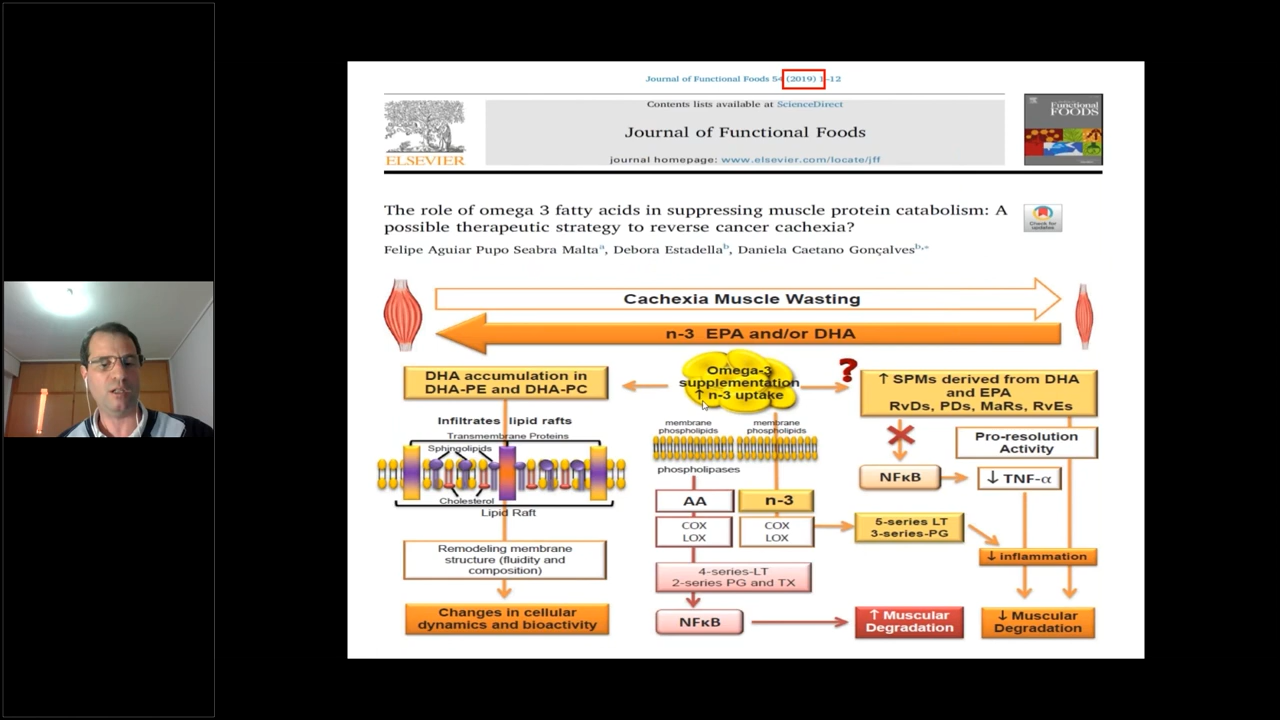 Journal of Functional Foods 54 (2019) 1–12
Contents lists available at ScienceDirect
Journal of Functional Foods
journal homepage: www.elsevier.com/locate/jff
ELSEVIER
Functional
FOODS
Check for
updates
The role of omega 3 fatty acids in suppressing muscle protein catabolism: A
possible therapeutic strategy to reverse cancer cachexia?
Felipe Aguiar Pupo Seabra Malta^a, Debora Estadella^b, Daniela Caetano Gonçalves^b,*
Cachexia Muscle Wasting
n-3 EPA and/or DHA
DHA accumulation in
DHA-PE and DHA-PC
Infiltrates lipid rafts
Transmembrane Proteins
Sphingolipids
Cholesterol
Lipid Raft
Remodeling membrane
structure (fluidity and
composition)
Changes in cellular
dynamics and bioactivity
Omega-3
supplementation
↑ n-3 uptake
membrane
phospholipids
membrane
phospholipids
phospholipases
AA
n-3
COX
LOX
COX
LOX
4-series-LT
2-series PG and TX
NFκB
?
↑ SPMs derived from DHA
and EPA
RvDs, PDs, MaRs, RvEs
Pro-resolution
Activity
NFκB
↓ TNF-α
5-series LT
3-series-PG
↓ inflammation
↑ Muscular
Degradation
↓ Muscular
Degradation